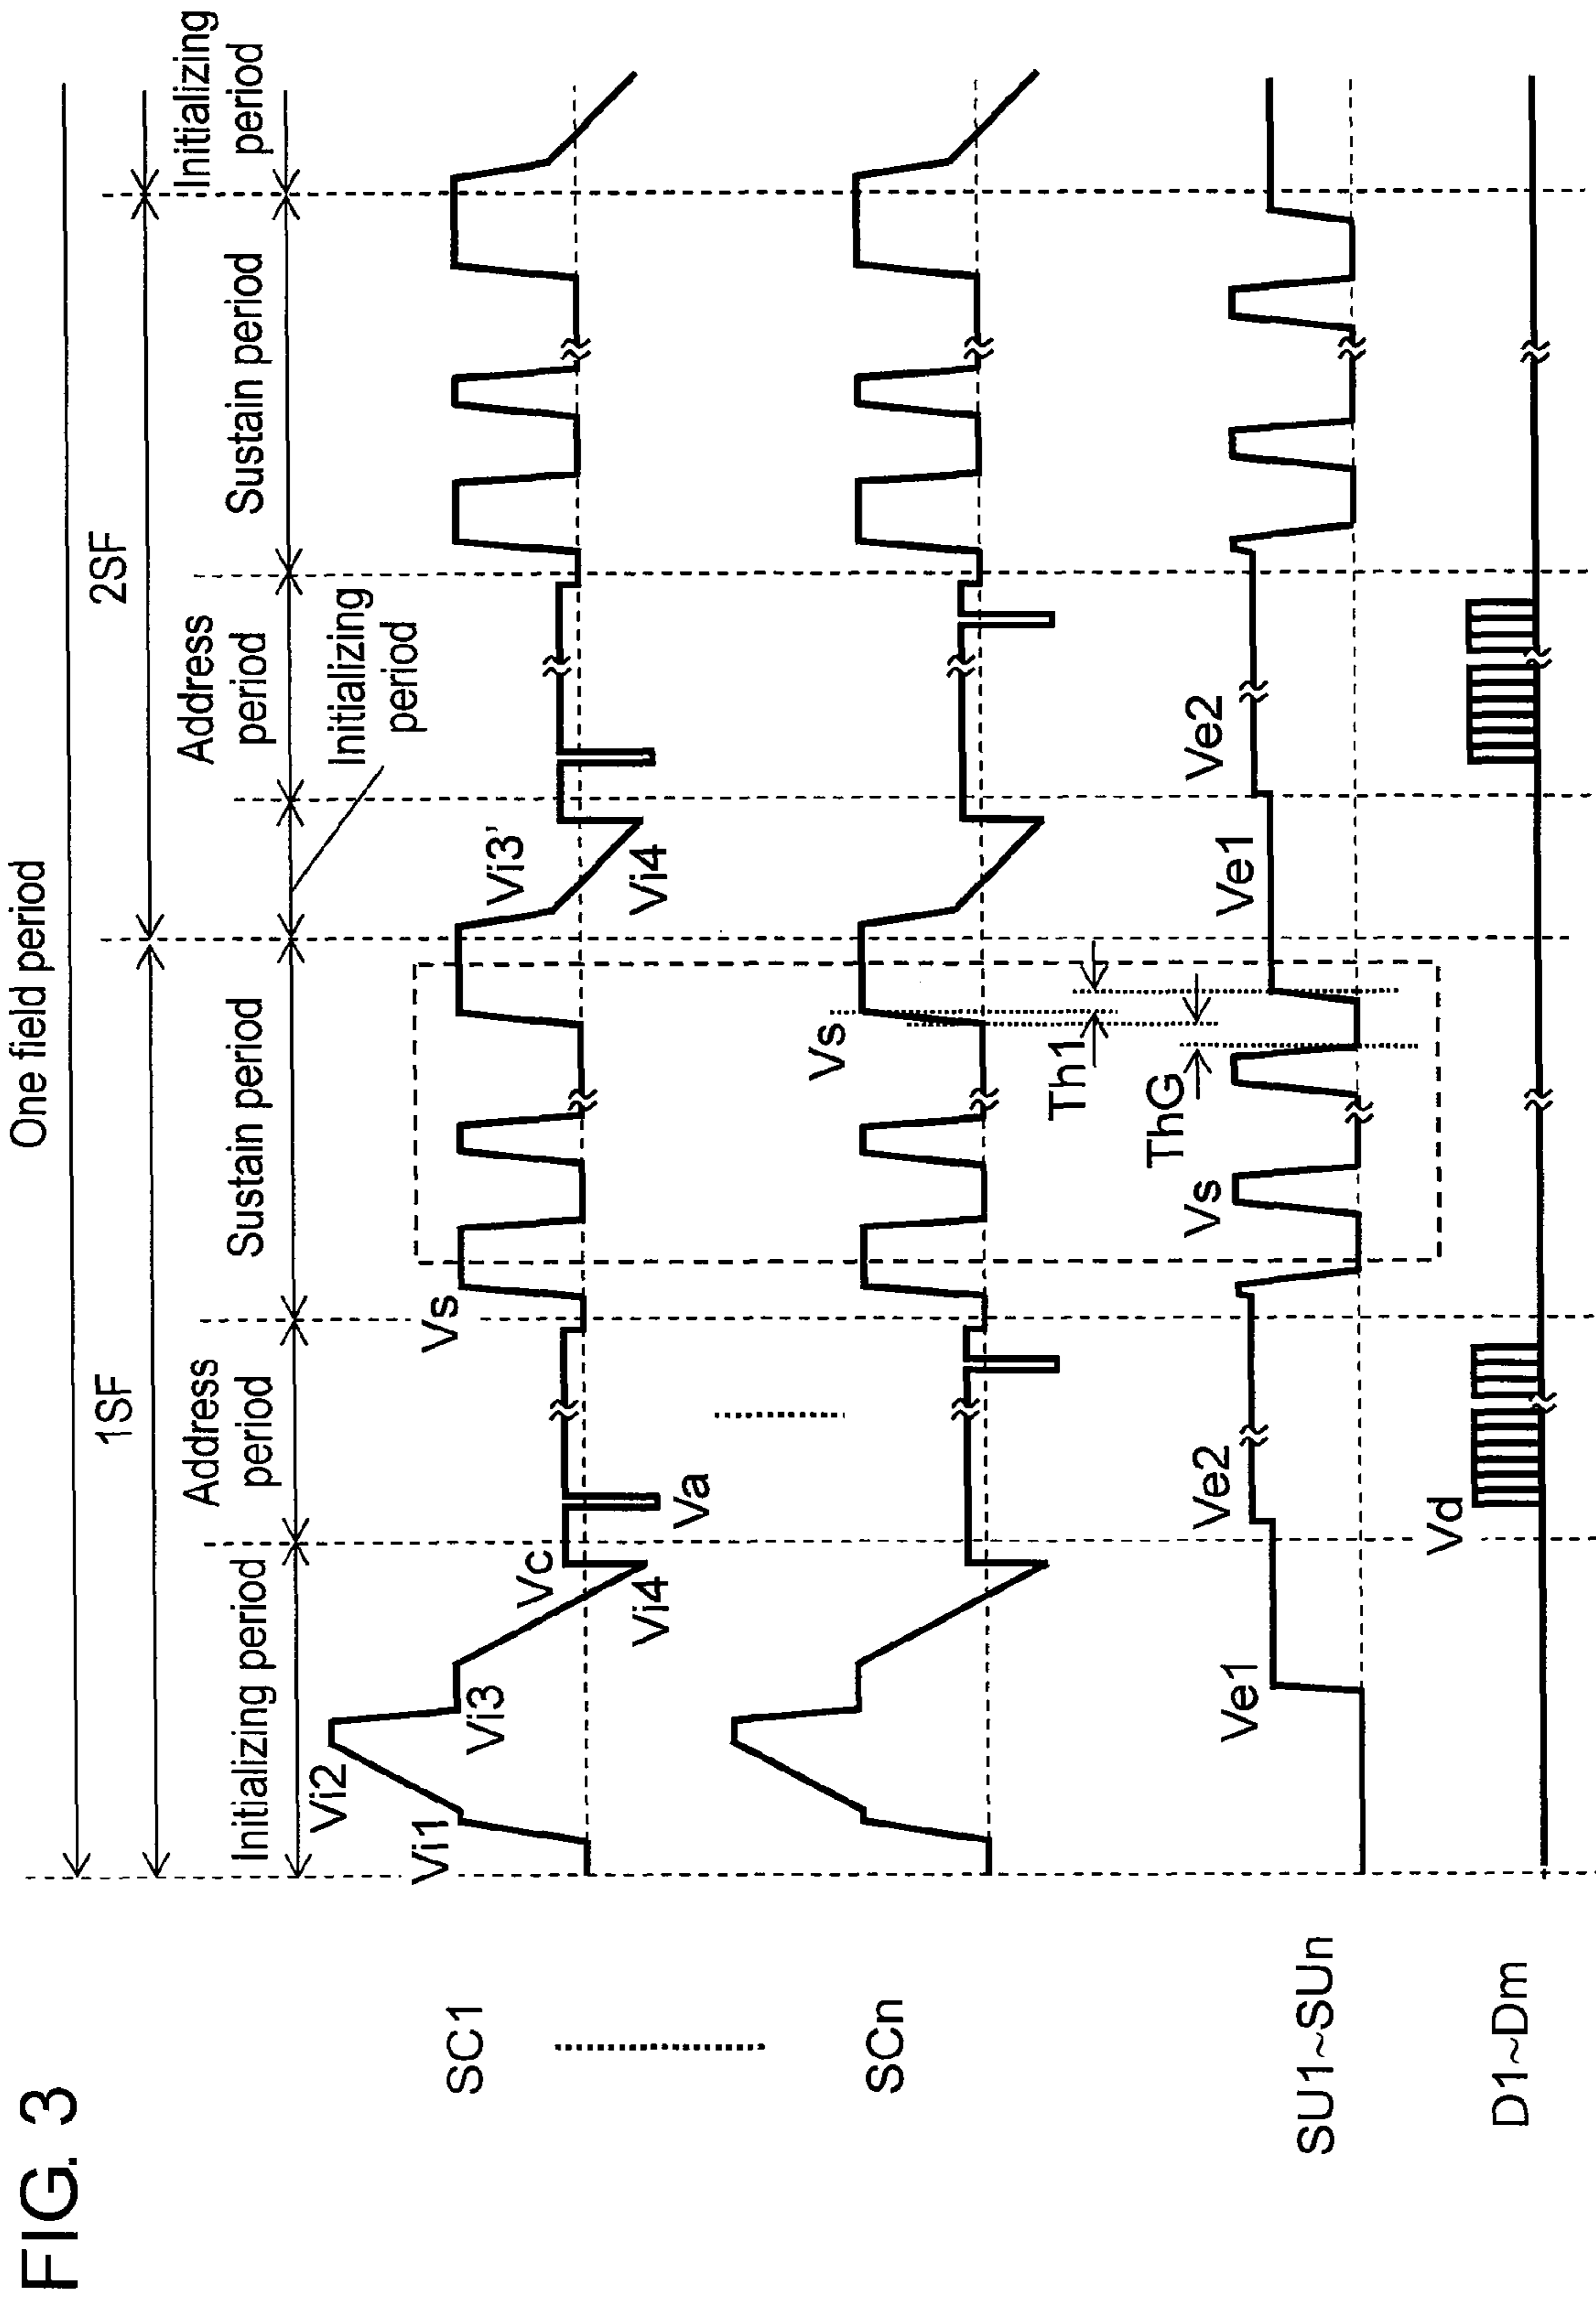 FIG. 3
One field period
1SF
2SF
Initializing period
Address
period
Sustain period
Initializing
period
Address
period
Sustain period
Initializing
period
SC1
Vi1
Vi2
Vi3
Vi4
Vc
Va
Vs
Vi3'
Vi4
SCn
Vs
SU1~SUn
Ve1
Ve2
Vs
ThG
Th1
Ve1
Ve2
D1~Dm
Vd